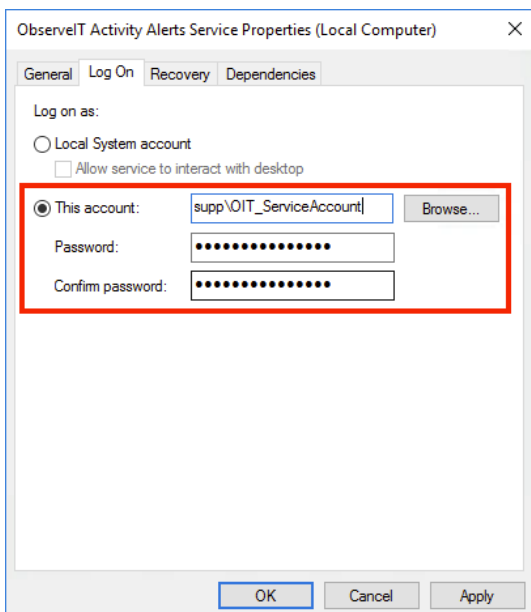 ObserveIT Activity Alerts Service Properties (Local Computer)
General Log On Recovery Dependencies
Log on as:
Local System account
Allow service to interact with desktop
This account: supp\OIT_ServiceAccount Browse...
Password: •••••••••••••••
Confirm password: •••••••••••••••
OK Cancel Apply